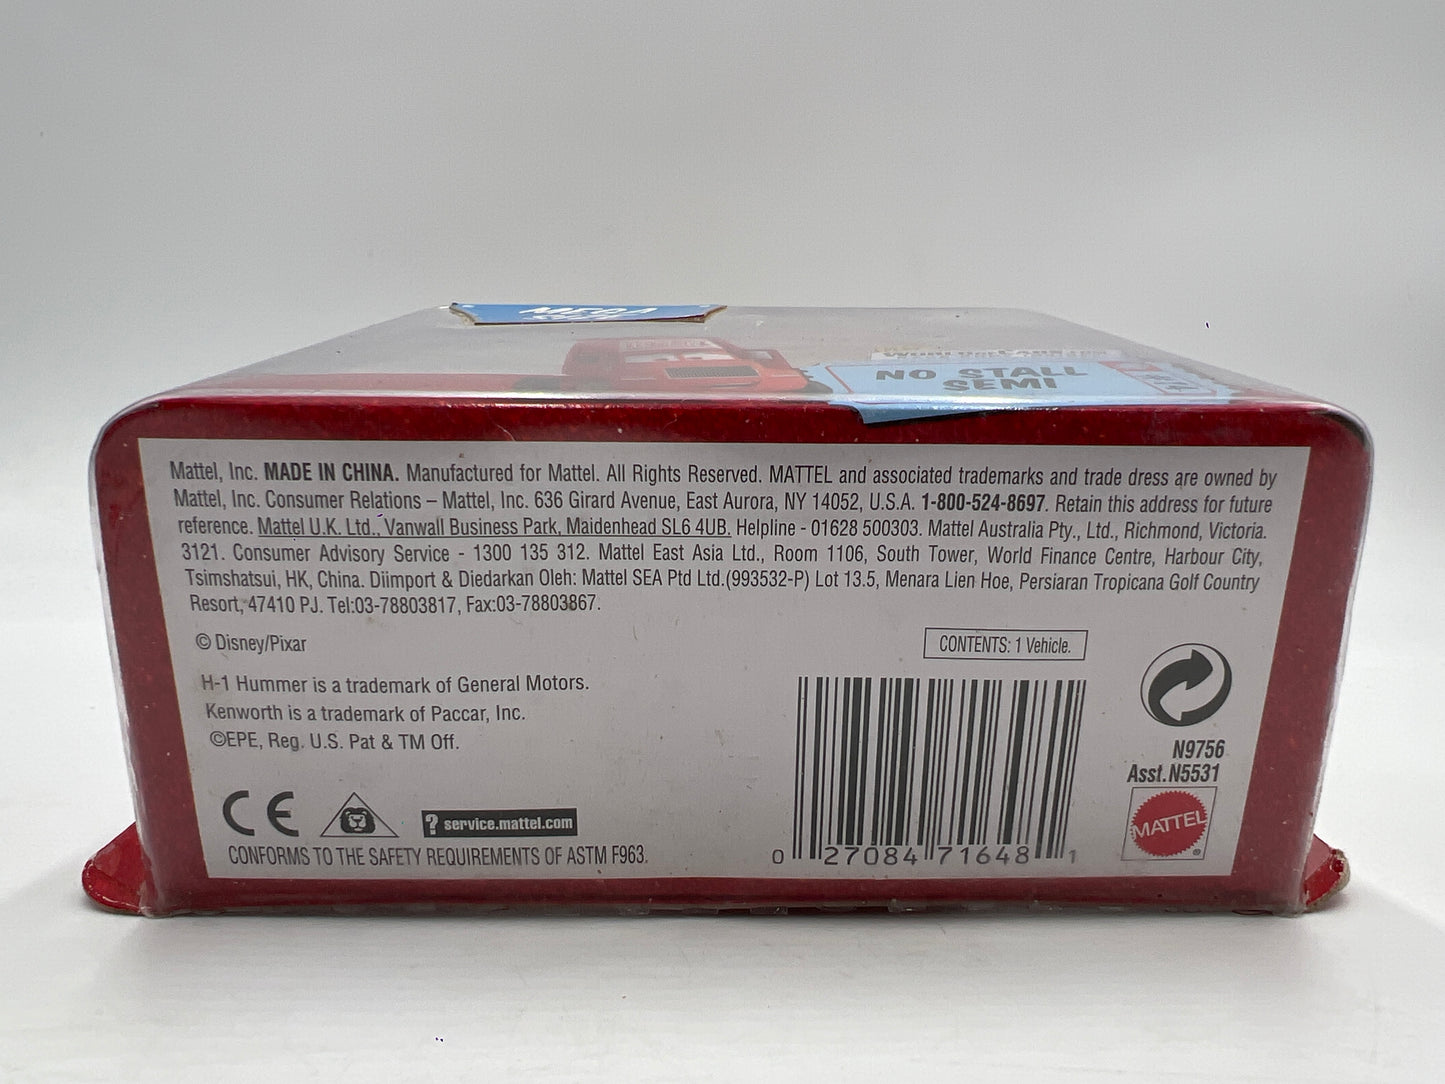 MEGA
SIZE
NO STALL
SEMI
Mattel, Inc. MADE IN CHINA. Manufactured for Mattel. All Rights Reserved. MATTEL and associated trademarks and trade dress are owned by
Mattel, Inc. Consumer Relations – Mattel, Inc. 636 Girard Avenue, East Aurora, NY 14052, U.S.A. 1-800-524-8697. Retain this address for future
reference. Mattel U.K. Ltd., Vanwall Business Park, Maidenhead SL6 4UB. Helpline - 01628 500303. Mattel Australia Pty., Ltd., Richmond, Victoria.
3121. Consumer Advisory Service - 1300 135 312. Mattel East Asia Ltd., Room 1106, South Tower, World Finance Centre, Harbour City,
Tsimshatsui, HK, China. Diimport & Diedarkan Oleh: Mattel SEA Ptd Ltd.(993532-P) Lot 13.5, Menara Lien Hoe, Persiaran Tropicana Golf Country
Resort, 47410 PJ. Tel:03-78803817, Fax:03-78803867.
© Disney/Pixar
CONTENTS: 1 Vehicle.
H-1 Hummer is a trademark of General Motors.
Kenworth is a trademark of Paccar, Inc.
©EPE, Reg. U.S. Pat & TM Off.
N9756
Asst.N5531
CE
? service.mattel.com
MATTEL ®
CONFORMS TO THE SAFETY REQUIREMENTS OF ASTM F963.
0 27084 71648 1